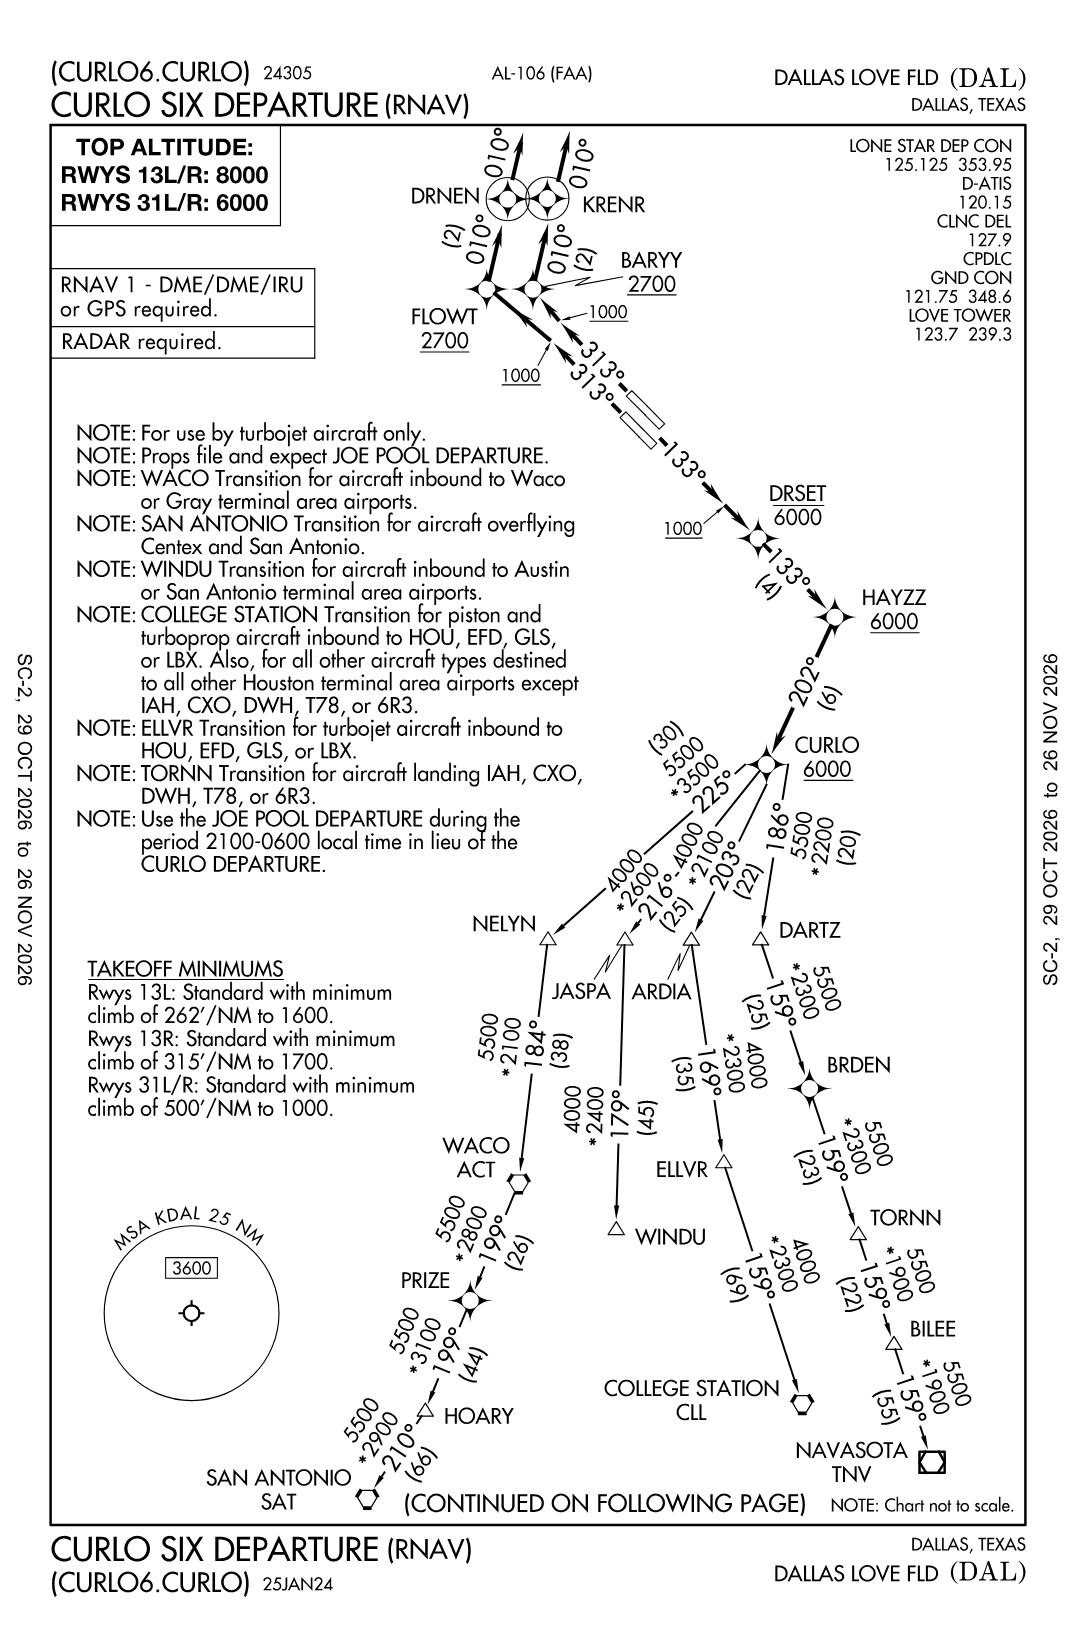 (CURLO6.CURLO) 24305
AL-106 (FAA)
DALLAS LOVE FLD (DAL)
CURLO SIX DEPARTURE (RNAV)
DALLAS, TEXAS
TOP ALTITUDE:
RWYS 13L/R: 8000
RWYS 31L/R: 6000
RNAV 1 - DME/DME/IRU
or GPS required.
RADAR required.
LONE STAR DEP CON
125.125 353.95
D-ATIS
120.15
CLNC DEL
127.9
CPDLC
GND CON
121.75 348.6
LOVE TOWER
123.7 239.3
010°
010°
DRNEN
KRENR
(2)
010°
010°
(2)
BARYY
2700
FLOWT
2700
1000
1000
313°
313°
133°
DRSET
6000
1000
133°
(4)
HAYZZ
6000
202°
(6)
CURLO
6000
NOTE: For use by turbojet aircraft only.
NOTE: Props file and expect JOE POOL DEPARTURE.
NOTE: WACO Transition for aircraft inbound to Waco
or Gray terminal area airports.
NOTE: SAN ANTONIO Transition for aircraft overflying
Centex and San Antonio.
NOTE: WINDU Transition for aircraft inbound to Austin
or San Antonio terminal area airports.
NOTE: COLLEGE STATION Transition for piston and
turboprop aircraft inbound to HOU, EFD, GLS,
or LBX. Also, for all other aircraft types destined
to all other Houston terminal area airports except
IAH, CXO, DWH, T78, or 6R3.
NOTE: ELLVR Transition for turbojet aircraft inbound to
HOU, EFD, GLS, or LBX.
NOTE: TORNN Transition for aircraft landing IAH, CXO,
DWH, T78, or 6R3.
NOTE: Use the JOE POOL DEPARTURE during the
period 2100-0600 local time in lieu of the
CURLO DEPARTURE.
(30)
5500
*3500
225°
4000
*2600
216°
(25)
4000
*2100
203°
(22)
186°
5500
*2200
(20)
NELYN
JASPA
ARDIA
DARTZ
TAKEOFF MINIMUMS
Rwys 13L: Standard with minimum
climb of 262'/NM to 1600.
Rwys 13R: Standard with minimum
climb of 315'/NM to 1700.
Rwys 31L/R: Standard with minimum
climb of 500'/NM to 1000.
5500
*2100
184°
(38)
4000
*2400
179°
(45)
4000
*2300
169°
(35)
5500
*2300
159°
(25)
BRDEN
WACO
ACT
ELLVR
5500
*2300
159°
(23)
WINDU
TORNN
5500
*2800
199°
(26)
PRIZE
4000
*2300
159°
(69)
5500
*1900
159°
(22)
BILEE
5500
*3100
199°
(44)
HOARY
COLLEGE STATION
CLL
5500
*1900
159°
(55)
NAVASOTA
TNV
5500
*2900
210°
(66)
SAN ANTONIO
SAT
MSA KDAL 25 NM
3600
(CONTINUED ON FOLLOWING PAGE)
NOTE: Chart not to scale.
CURLO SIX DEPARTURE (RNAV)
DALLAS, TEXAS
(CURLO6.CURLO) 25JAN24
DALLAS LOVE FLD (DAL)
SC-2, 29 OCT 2026 to 26 NOV 2026
SC-2, 29 OCT 2026 to 26 NOV 2026